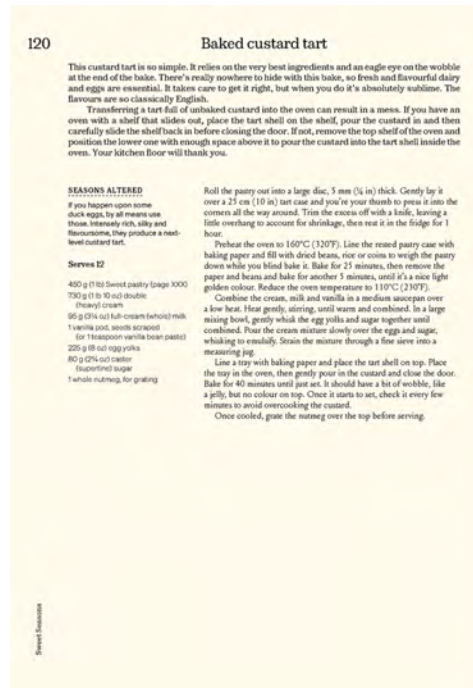 120
Baked custard tart
This custard tart is so simple. It relies on the very best ingredients and an eagle eye on the wobble
at the end of the bake. There's really nowhere to hide with this bake, so fresh and flavourful dairy
and eggs are essential. It takes care to get it right, but when you do it's absolutely sublime. The
flavours are so classically English.
Transferring a tart full of unbaked custard into the oven can result in a mess. If you have an
oven with a shelf that slides out, place the tart shell on the shelf, pour the custard in and then
carefully slide the shelf back in before closing the door. If not, remove the top shelf of the oven and
position the lower one with enough space above it to pour the custard into the tart shell inside the
oven. Your kitchen floor will thank you.
SEASONS ALTERED
If you happen upon some
duck eggs, by all means use
those. Intensely rich, silky and
flavoursome, they produce a next-
level custard tart.
Serves 12
450 g (1 lb) Sweet pastry (page XXX)
730 g (1 lb 10 oz) double
(heavy) cream
95 g (3¼ oz) full-cream (whole) milk
1 vanilla pod, seeds scraped
(or 1 teaspoon vanilla bean paste)
225 g (8 oz) egg yolks
80 g (2¾ oz) caster
(superfine) sugar
1 whole nutmeg, for grating
Roll the pastry out into a large disc, 5 mm (¼ in) thick. Gently lay it
over a 25 cm (10 in) tart case and you're your thumb to press it into the
corners all the way around. Trim the excess off with a knife, leaving a
little overhang to account for shrinkage, then rest it in the fridge for 1
hour.
Preheat the oven to 160°C (320°F). Line the rested pastry case with
baking paper and fill with dried beans, rice or coins to weigh the pastry
down while you blind bake it. Bake for 25 minutes, then remove the
paper and beans and bake for another 5 minutes, until it's a nice light
golden colour. Reduce the oven temperature to 110°C (230°F).
Combine the cream, milk and vanilla in a medium saucepan over
a low heat. Heat gently, stirring, until warm and combined. In a large
mixing bowl, gently whisk the egg yolks and sugar together until
combined. Pour the cream mixture slowly over the eggs and sugar,
whisking to emulsify. Strain the mixture through a fine sieve into a
measuring jug.
Line a tray with baking paper and place the tart shell on top. Place
the tray in the oven, then gently pour in the custard and close the door.
Bake for 40 minutes until just set. It should have a bit of wobble, like
a jelly, but no colour on top. Once it starts to set, check it every few
minutes to avoid overcooking the custard.
Once cooled, grate the nutmeg over the top before serving.
Sweet Seasons